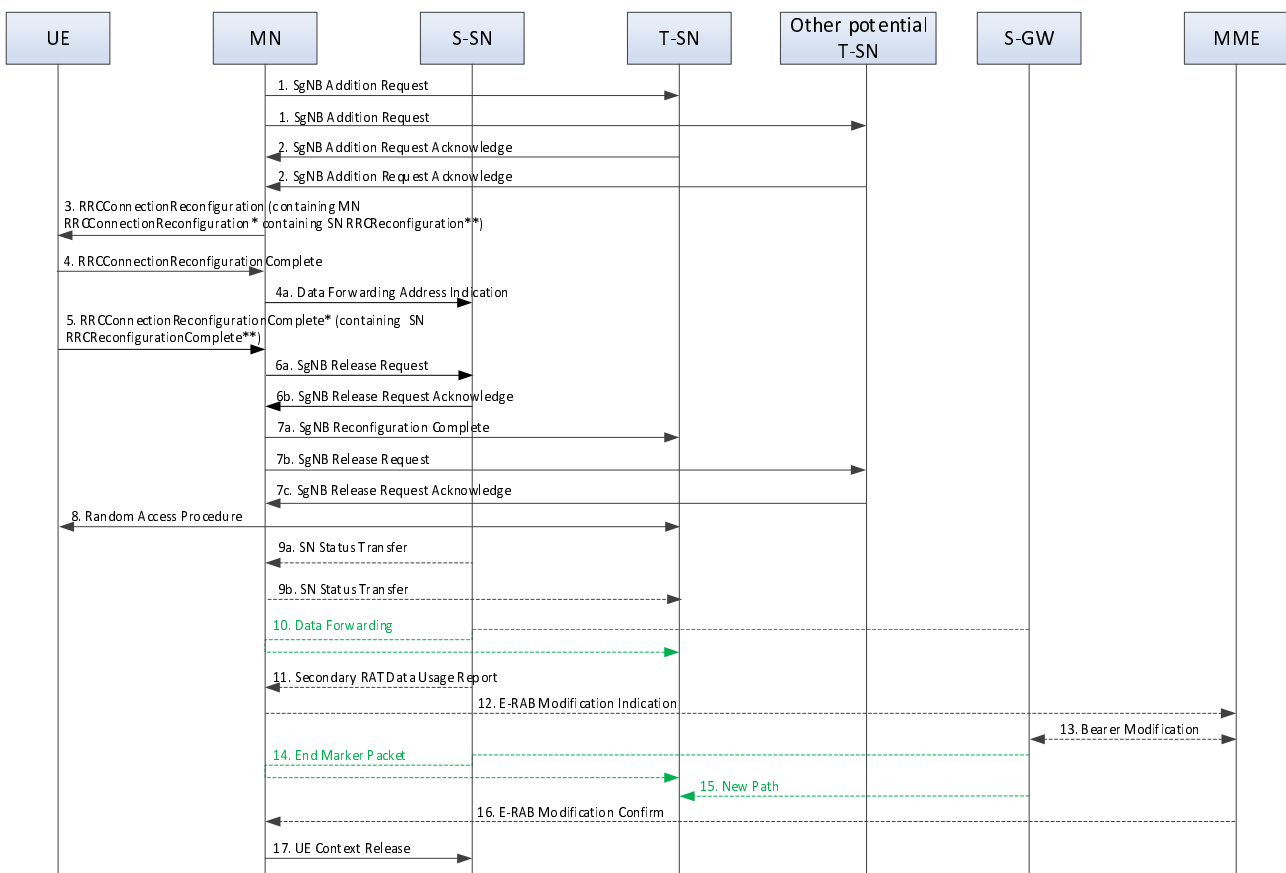 UE
MN
S-SN
T-SN
Other potential
T-SN
S-GW
MME
1. SgNB Addition Request
1. SgNB Addition Request
2. SgNB Addition Request Acknowledge
2. SgNB Addition Request Acknowledge
3. RRCConnectionReconfiguration (containing MN
RRCConnectionReconfiguration* containing SN RRCReconfiguration**)
4. RRCConnectionReconfigurationComplete
4a. Data Forwarding Address Indication
5. RRCConnectionReconfigurationComplete* (containing SN
RRCReconfigurationComplete**)
6a. SgNB Release Request
6b. SgNB Release Request Acknowledge
7a. SgNB Reconfiguration Complete
7b. SgNB Release Request
7c. SgNB Release Request Acknowledge
8. Random Access Procedure
9a. SN Status Transfer
9b. SN Status Transfer
10. Data Forwarding
11. Secondary RAT Data Usage Report
12. E-RAB Modification Indication
13. Bearer Modification
14. End Marker Packet
15. New Path
16. E-RAB Modification Confirm
17. UE Context Release